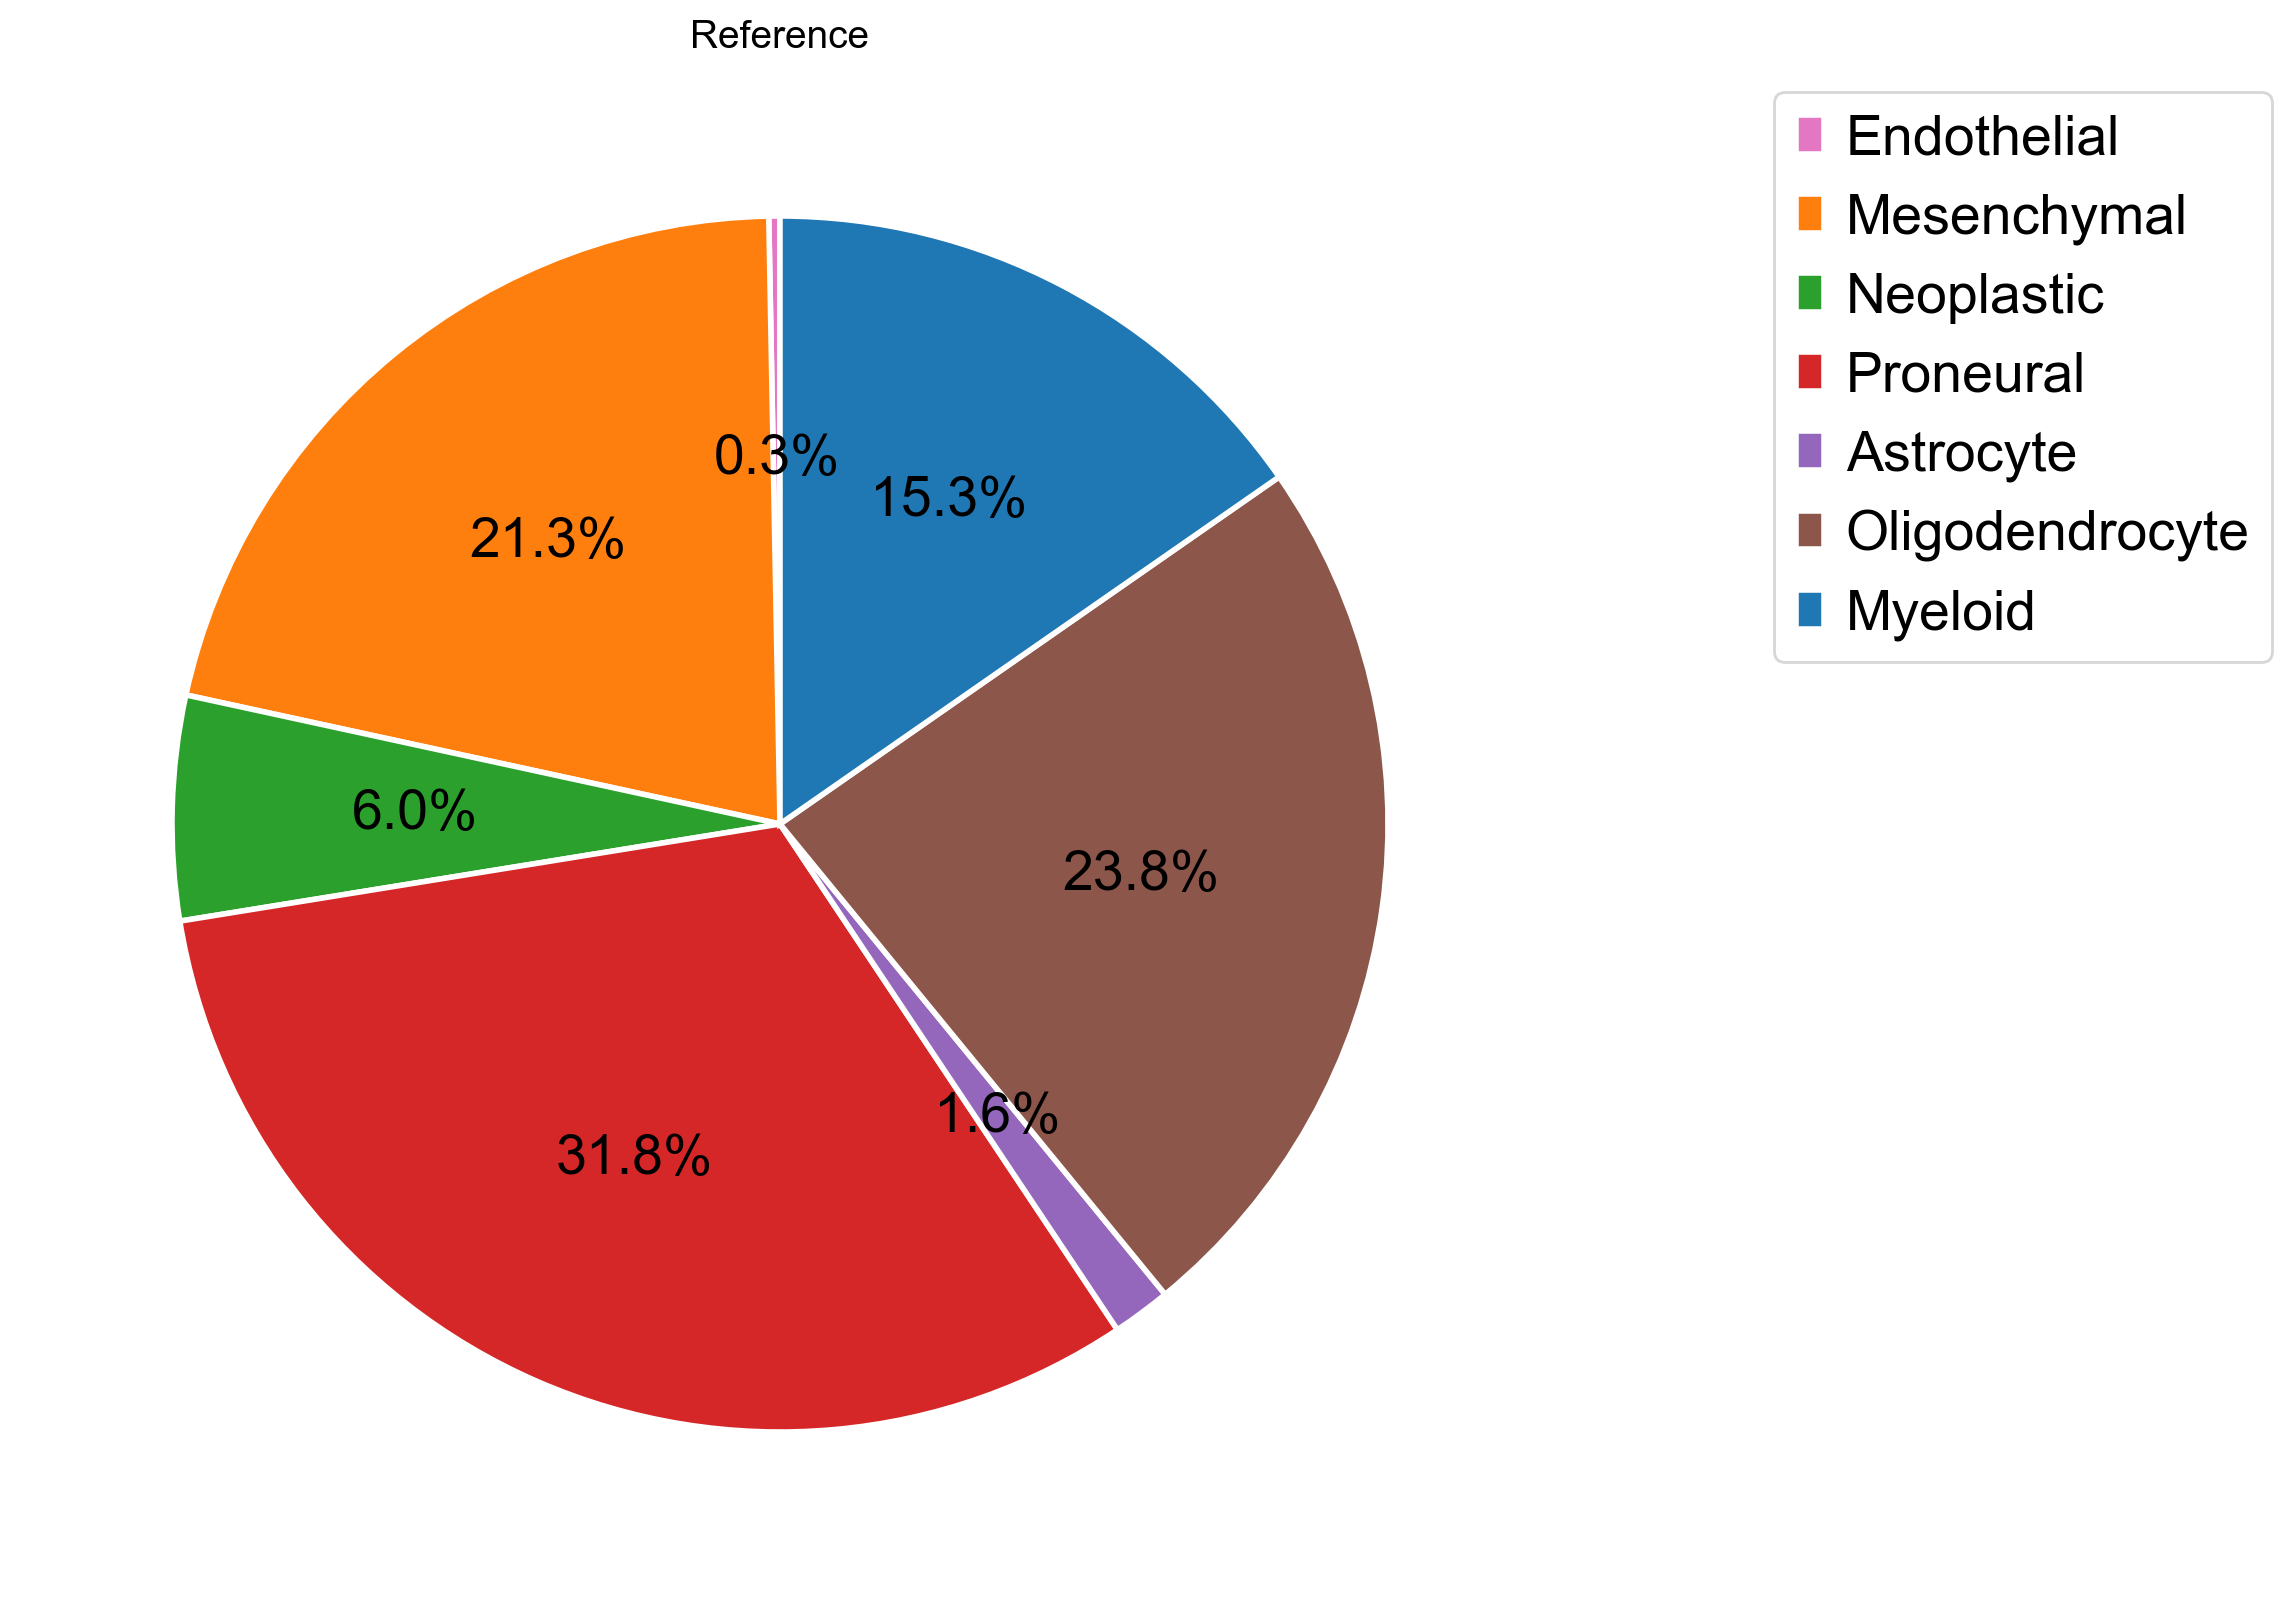 Reference
Endothelial
Mesenchymal
Neoplastic
Proneural
Astrocyte
Oligodendrocyte
Myeloid
0.3%
15.3%
21.3%
6.0%
23.8%
1.6%
31.8%